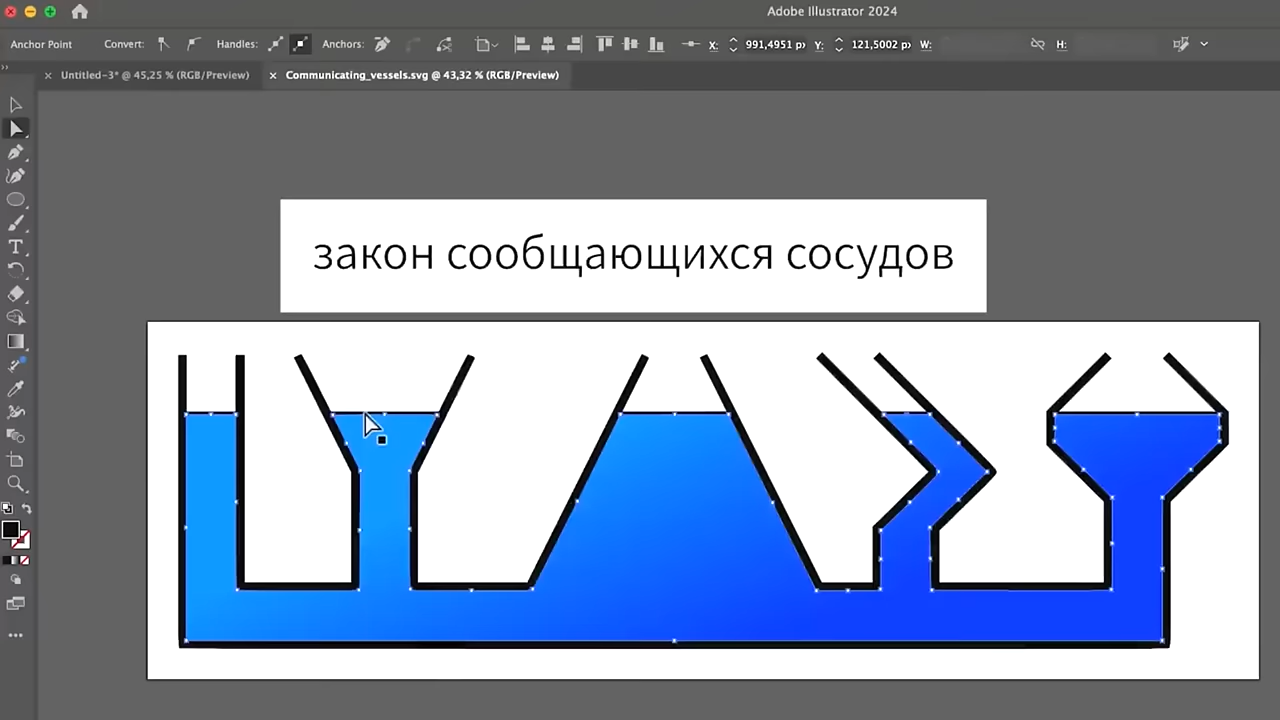 Adobe Illustrator 2024
Anchor Point Convert: Handles: Anchors: X: 991,4951 px Y: 121,5002 px W: H:
Untitled-3* @ 45,25 % (RGB/Preview) Communicating_vessels.svg @ 43,32 % (RGB/Preview)
закон сообщающихся сосудов